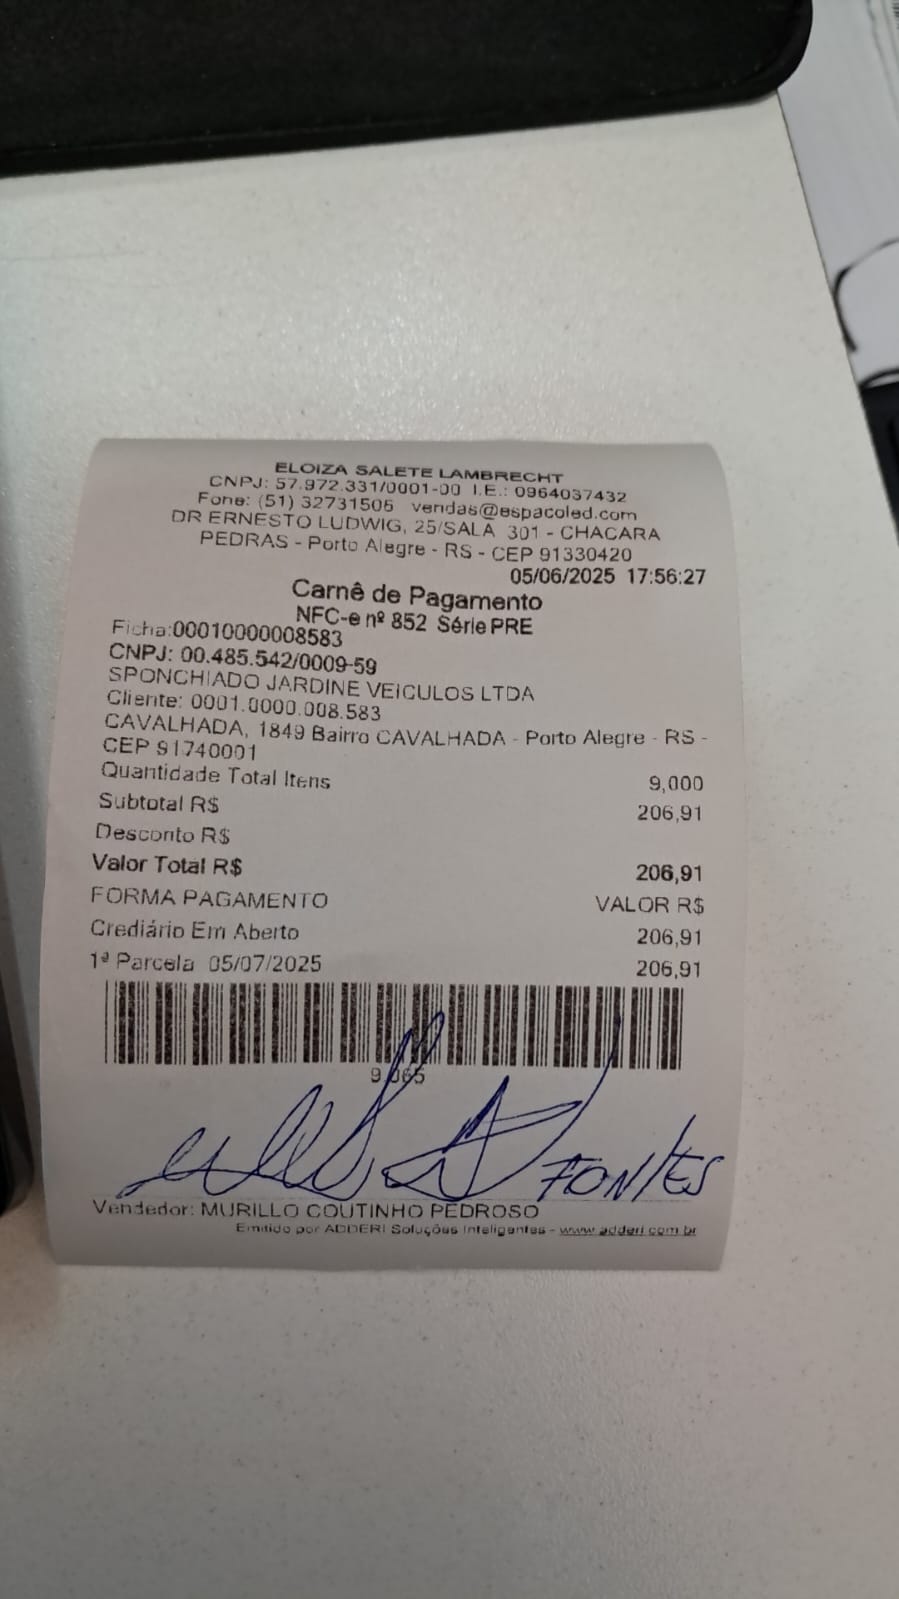 ELOIZA SALETE LAMBRECHT
CNPJ: 57.972.331/0001-00 I.E.: 0964037432
Fone: (51) 32731506 vendas@espacoled.com
DR ERNESTO LUDWIG, 25/SALA 301 - CHACARA
PEDRAS - Porto Alegre - RS - CEP 91330420
05/06/2025 17:56:27
Carnê de Pagamento
NFC-e nº 852 Série PRE
Ficha:00010000008583
CNPJ: 00.485.542/0009-59
SPONCHIADO JARDINE VEICULOS LTDA
Cliente: 0001.0000.008.583
CAVALHADA, 1849 Bairro CAVALHADA - Porto Alegre - RS -
CEP 91740001
Quantidade Total Itens 9,000
Subtotal R$ 206,91
Desconto R$
Valor Total R$ 206,91
FORMA PAGAMENTO VALOR R$
Crediário Em Aberto 206,91
1ª Parcela 05/07/2025 206,91
FONTES
Vendedor: MURILLO COUTINHO PEDROSO
Emitido por ADDERI Soluções Inteligentes - www.adderi.com.br